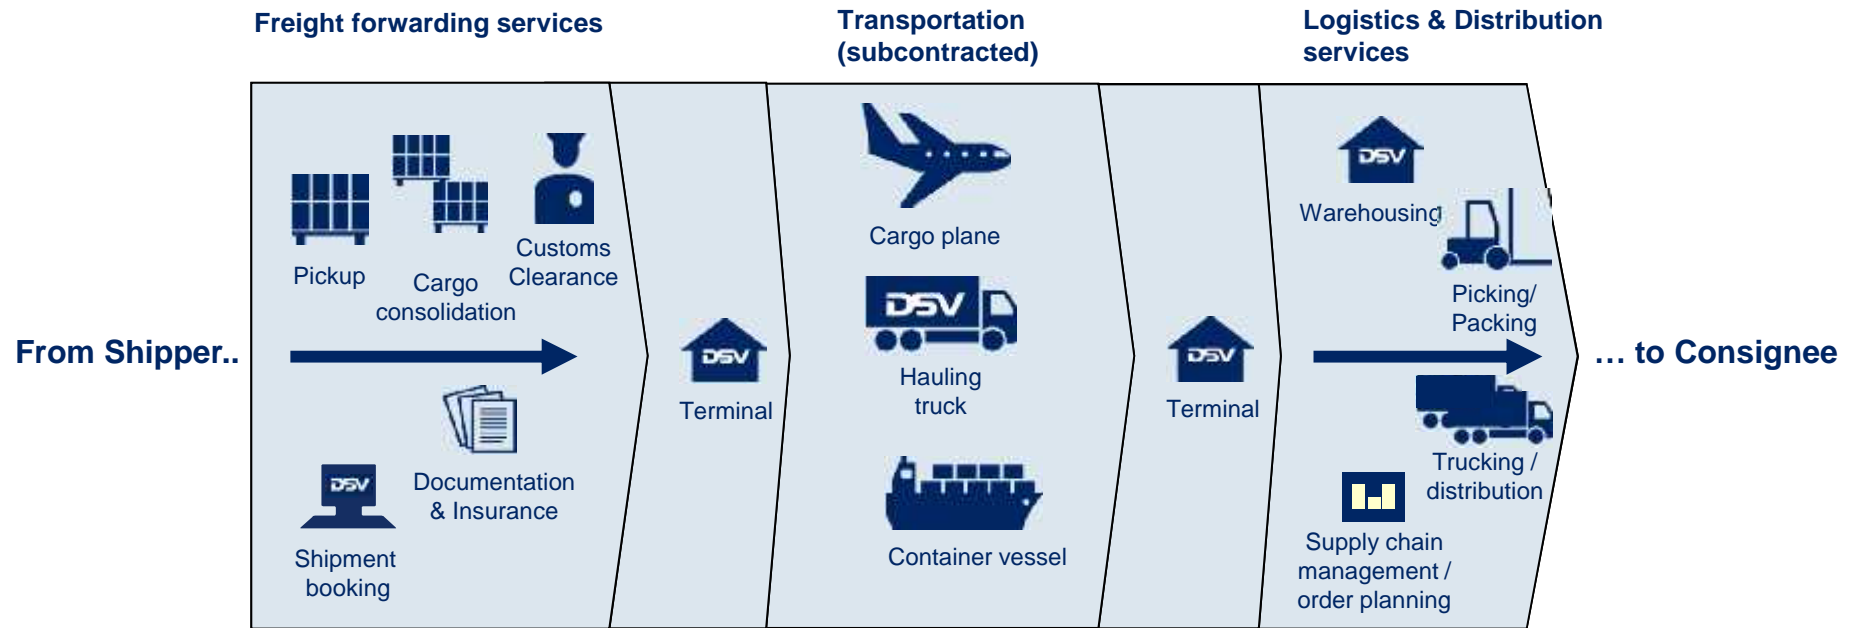 Freight forwarding services
Transportation
(subcontracted)
Logistics & Distribution
services
From Shipper..
Pickup
Cargo
consolidation
Customs
Clearance
Documentation
& Insurance
DSV
Shipment
booking
DSV
Terminal
Cargo plane
DSV
Hauling
truck
Container vessel
DSV
Terminal
DSV
Warehousing
Picking/
Packing
Trucking /
distribution
Supply chain
management /
order planning
… to Consignee